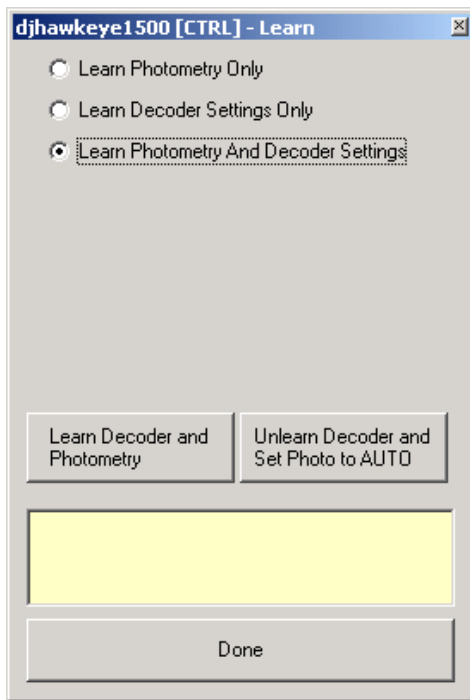 djhawkeye1500 [CTRL] - Learn
Learn Photometry Only
Learn Decoder Settings Only
Learn Photometry And Decoder Settings
Learn Decoder and
Photometry
Unlearn Decoder and
Set Photo to AUTO
Done